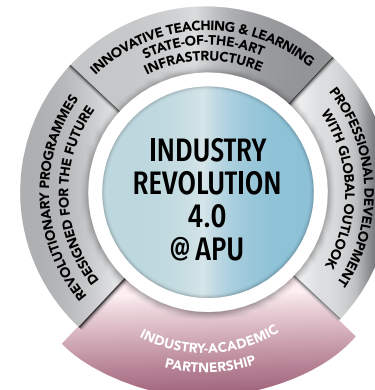 INNOVATIVE TEACHING & LEARNING
STATE-OF-THE-ART
INFRASTRUCTURE
REVOLUTIONARY PROGRAMMES
DESIGNED FOR THE FUTURE
INDUSTRY
REVOLUTION
4.0
@ APU
PROFESSIONAL DEVELOPMENT
WITH GLOBAL OUTLOOK
INDUSTRY-ACADEMIC
PARTNERSHIP